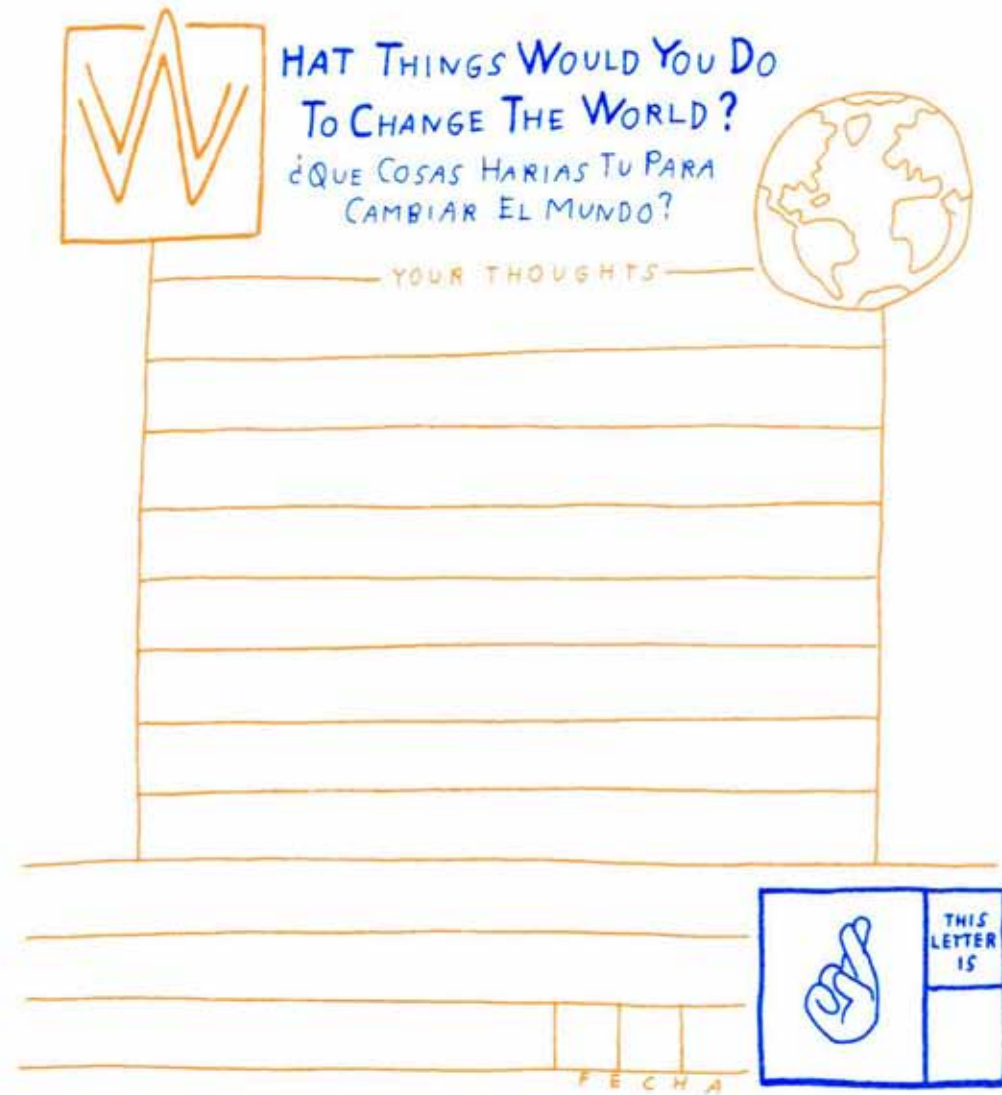 WHAT THINGS WOULD YOU DO
TO CHANGE THE WORLD?
¿QUE COSAS HARIAS TU PARA
CAMBIAR EL MUNDO?
YOUR THOUGHTS
THIS
LETTER
IS
FECHA